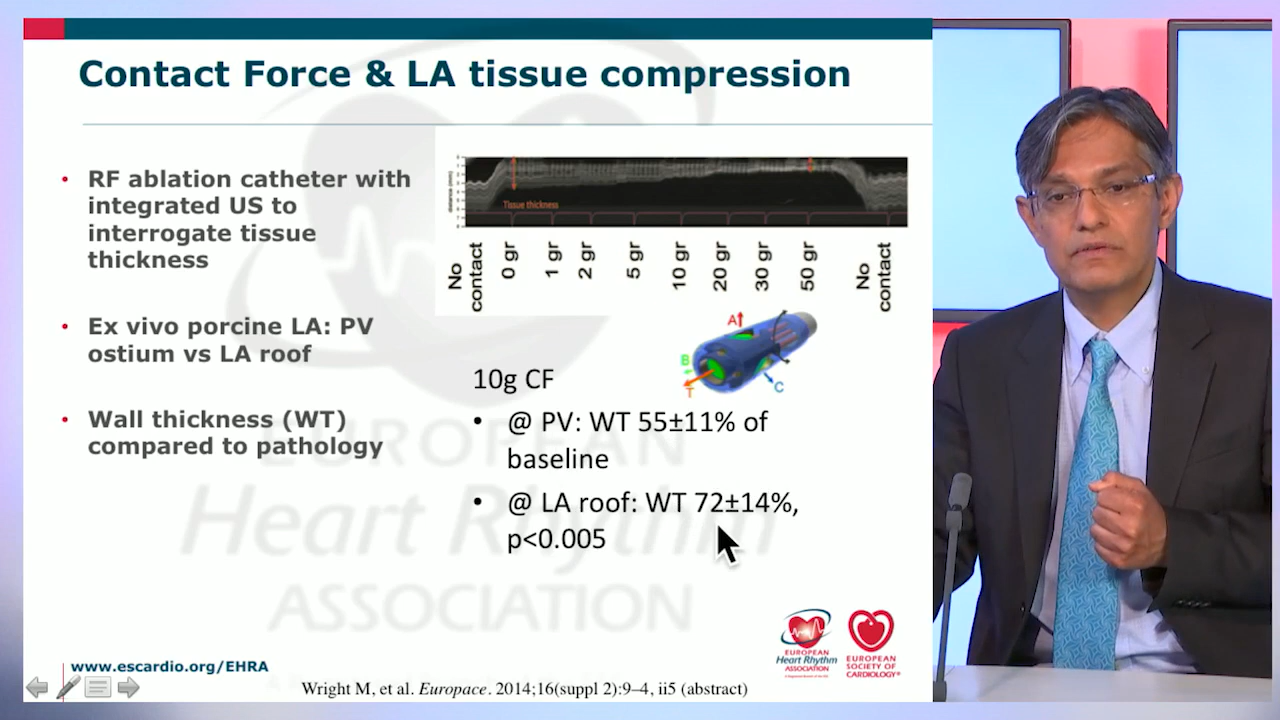 Contact Force & LA tissue compression
• RF ablation catheter with
integrated US to
interrogate tissue
thickness
• Ex vivo porcine LA: PV
ostium vs LA roof
• Wall thickness (WT)
compared to pathology
distance (mm)
Tissue thickness
No contact
0 gr
1 gr
2 gr
5 gr
10 gr
20 gr
30 gr
50 gr
No contact
A
B
T
C
10g CF
• @ PV: WT 55±11% of
baseline
• @ LA roof: WT 72±14%,
p<0.005
EUROPEAN
Heart Rhythm
ASSOCIATION
EUROPEAN
Heart Rhythm
ASSOCIATION
EUROPEAN
SOCIETY OF
CARDIOLOGY®
www.escardio.org/EHRA
Wright M, et al. Europace. 2014;16(suppl 2):9–4, ii5 (abstract)